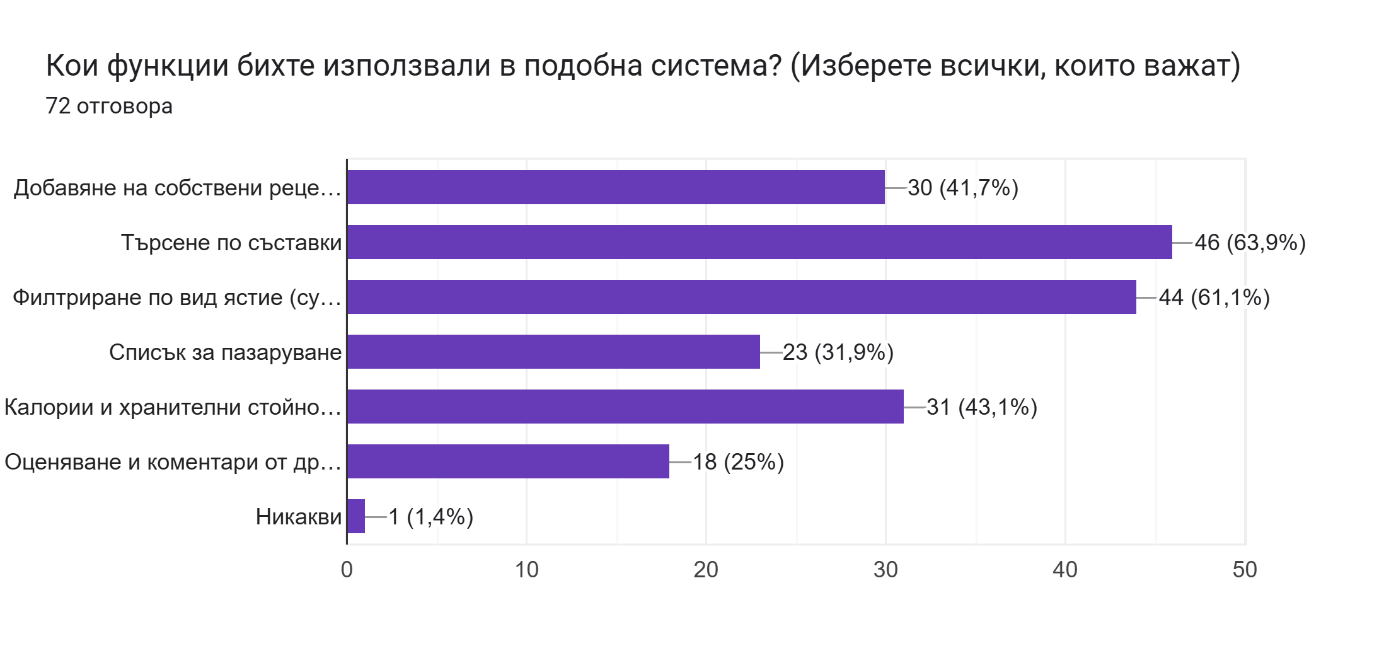 Кои функции бихте използвали в подобна система? (Изберете всички, които важат)
72 отговора
Добавяне на собствени реце… 30 (41,7%)
Търсене по съставки 46 (63,9%)
Филтриране по вид ястие (су… 44 (61,1%)
Списък за пазаруване 23 (31,9%)
Калории и хранителни стойно… 31 (43,1%)
Оценяване и коментари от др… 18 (25%)
Никакви 1 (1,4%)
0 10 20 30 40 50